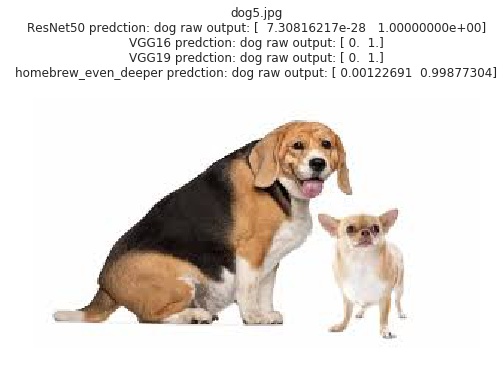 dog5.jpg
ResNet50 predction: dog raw output: [  7.30816217e-28   1.00000000e+00]
VGG16 predction: dog raw output: [ 0.  1.]
VGG19 predction: dog raw output: [ 0.  1.]
homebrew_even_deeper predction: dog raw output: [ 0.00122691  0.99877304]